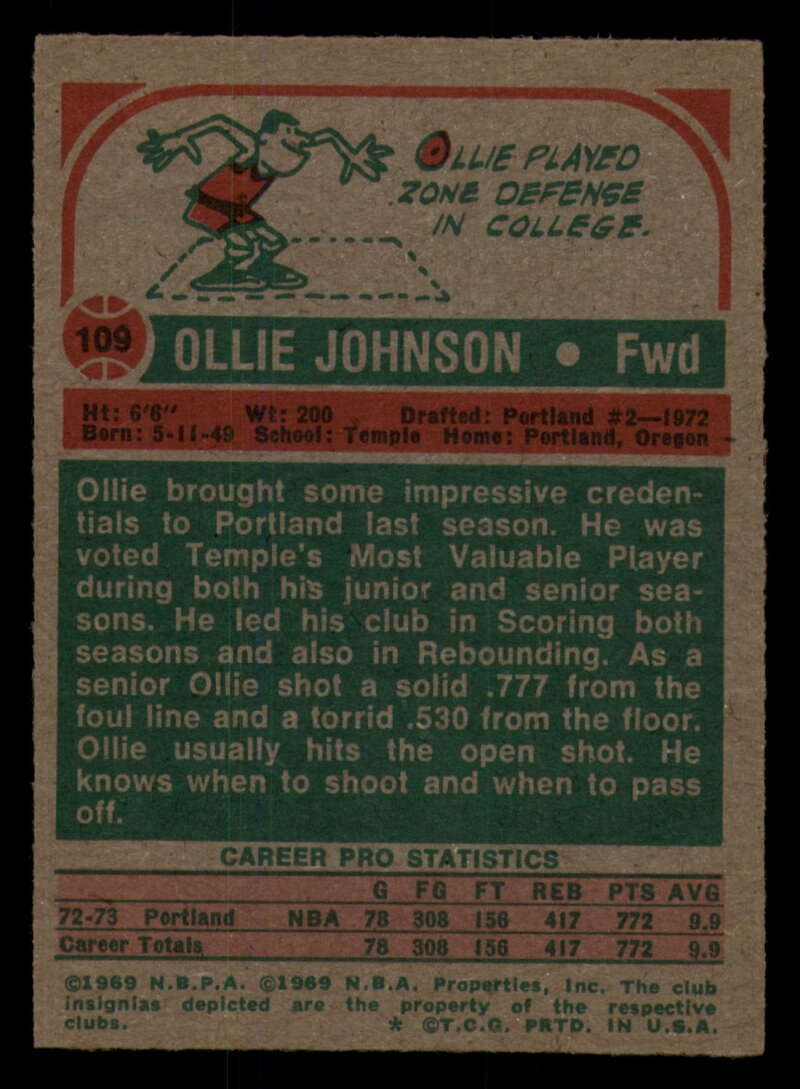 OLLIE PLAYED
ZONE DEFENSE
IN COLLEGE.
109 OLLIE JOHNSON • Fwd
Ht: 6'6" Wt: 200 Drafted: Portland #2—1972
Born: 5-11-49 School: Temple Home: Portland, Oregon
Ollie brought some impressive creden-
tials to Portland last season. He was
voted Temple's Most Valuable Player
during both his junior and senior sea-
sons. He led his club in Scoring both
seasons and also in Rebounding. As a
senior Ollie shot a solid .777 from the
foul line and a torrid .530 from the floor.
Ollie usually hits the open shot. He
knows when to shoot and when to pass
off.
CAREER PRO STATISTICS
G FG FT REB PTS AVG
72-73 Portland NBA 78 308 156 417 772 9.9
Career Totals 78 308 156 417 772 9.9
©1969 N.B.P.A. ©1969 N.B.A. Properties, Inc. The club
insignias depicted are the property of the respective
clubs. * ©T.C.G. PRTD. IN U.S.A.